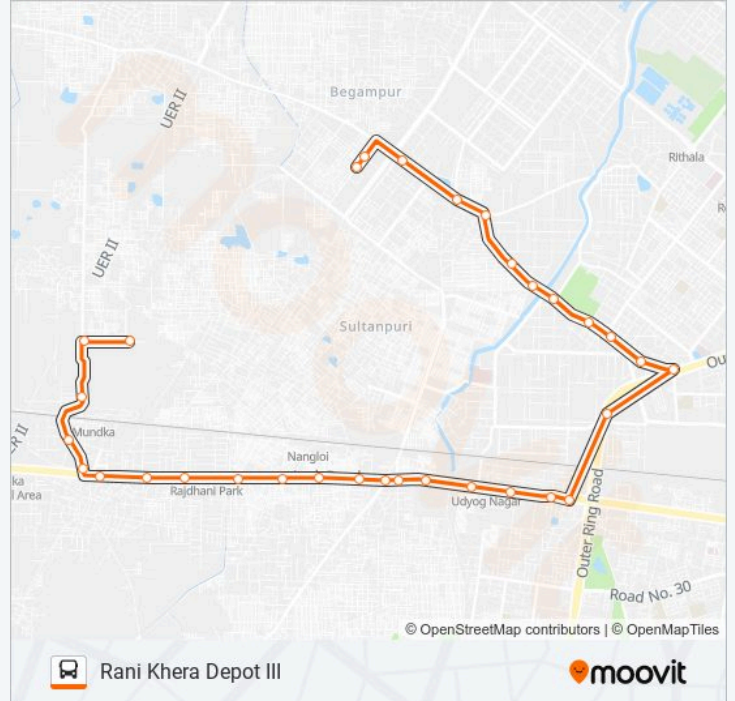 Begampur
UER II
Rithala
UER II
Sultanpuri
Mundka
Nangloi
Rajdhani Park
Udyog Nagar
Outer Ring Road
Road No. 30
© OpenStreetMap contributors | © OpenMapTiles
Rani Khera Depot III
moovit